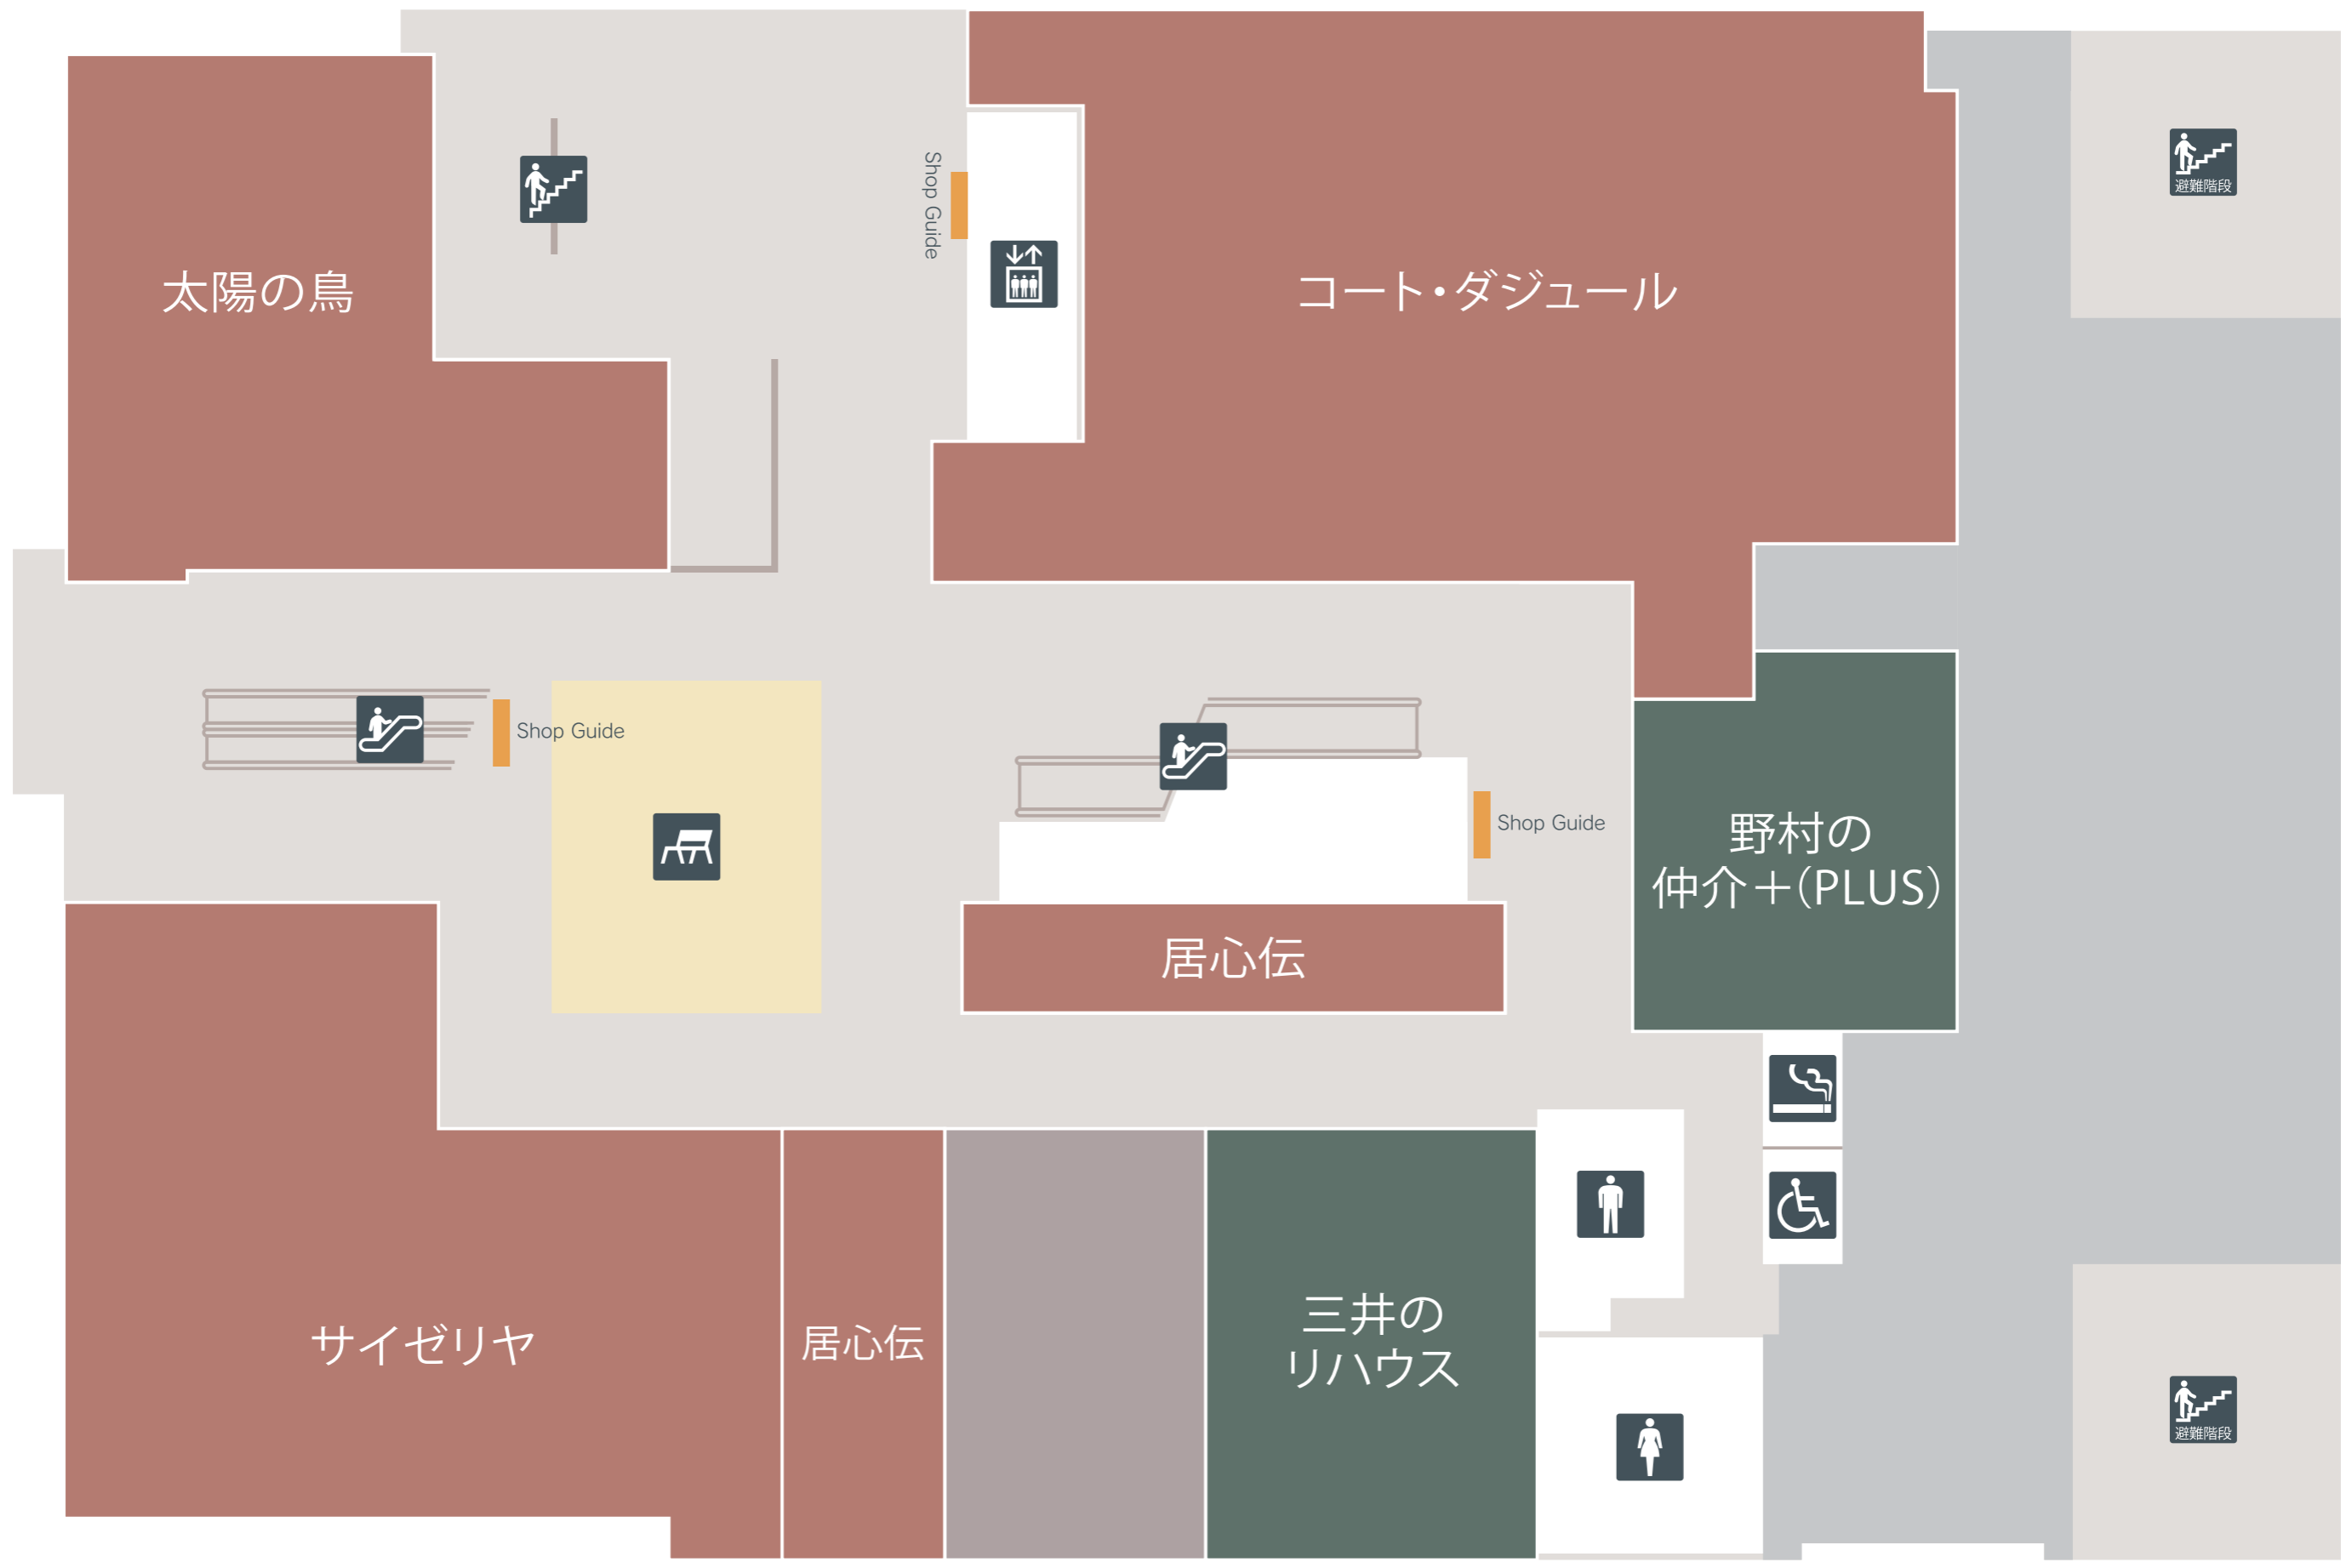 避難階段
Shop Guide
太陽の鳥
コート・ダジュール
Shop Guide
Shop Guide
野村の
仲介＋(PLUS)
居心伝
サイゼリヤ
居心伝
三井の
リハウス
避難階段